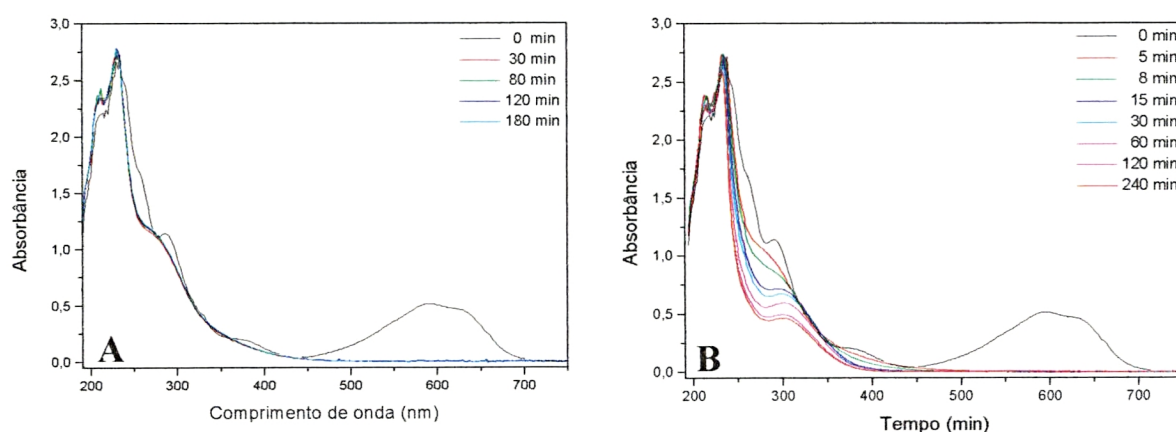 3,0
2,5
2,0
1,5
1,0
0,5
0,0
Absorbância
0 min
30 min
80 min
120 min
180 min
A
200 300 400 500 600 700
Comprimento de onda (nm)
3,0
2,5
2,0
1,5
1,0
0,5
0,0
Absorbância
0 min
5 min
8 min
15 min
30 min
60 min
120 min
240 min
B
200 300 400 500 600 700
Tempo (min)